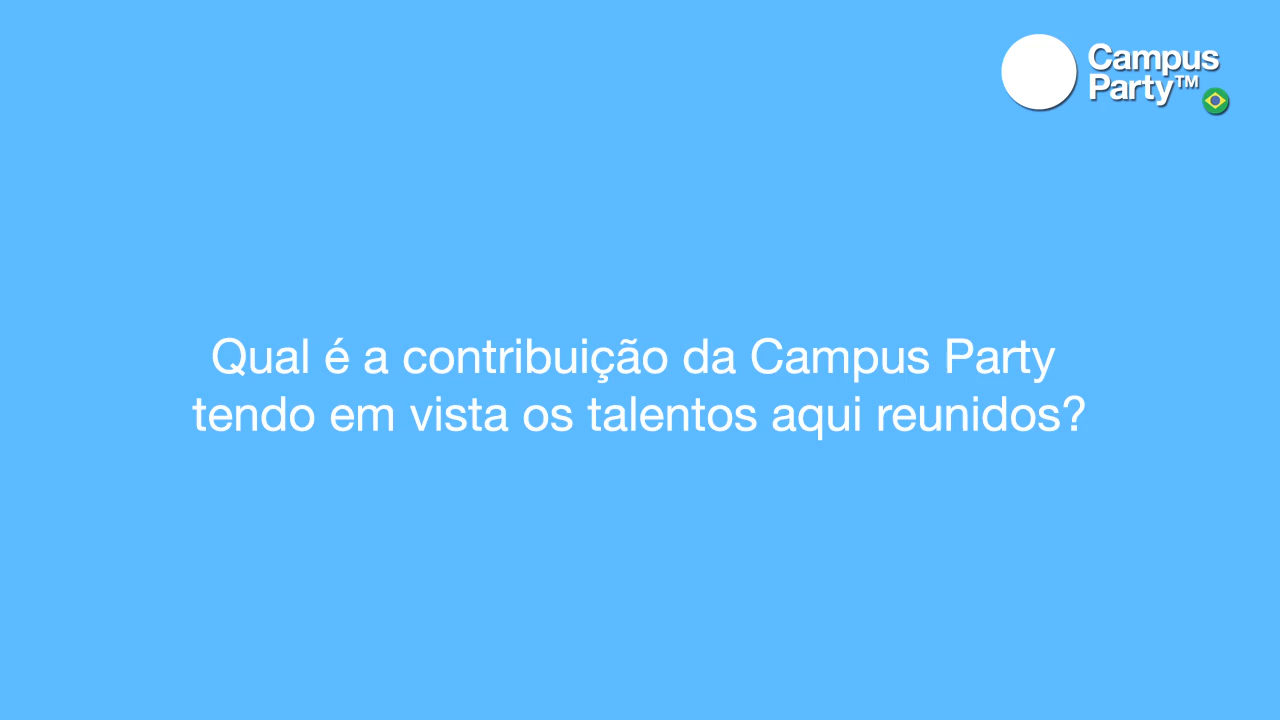 Campus
Party™
Qual é a contribuição da Campus Party
tendo em vista os talentos aqui reunidos?